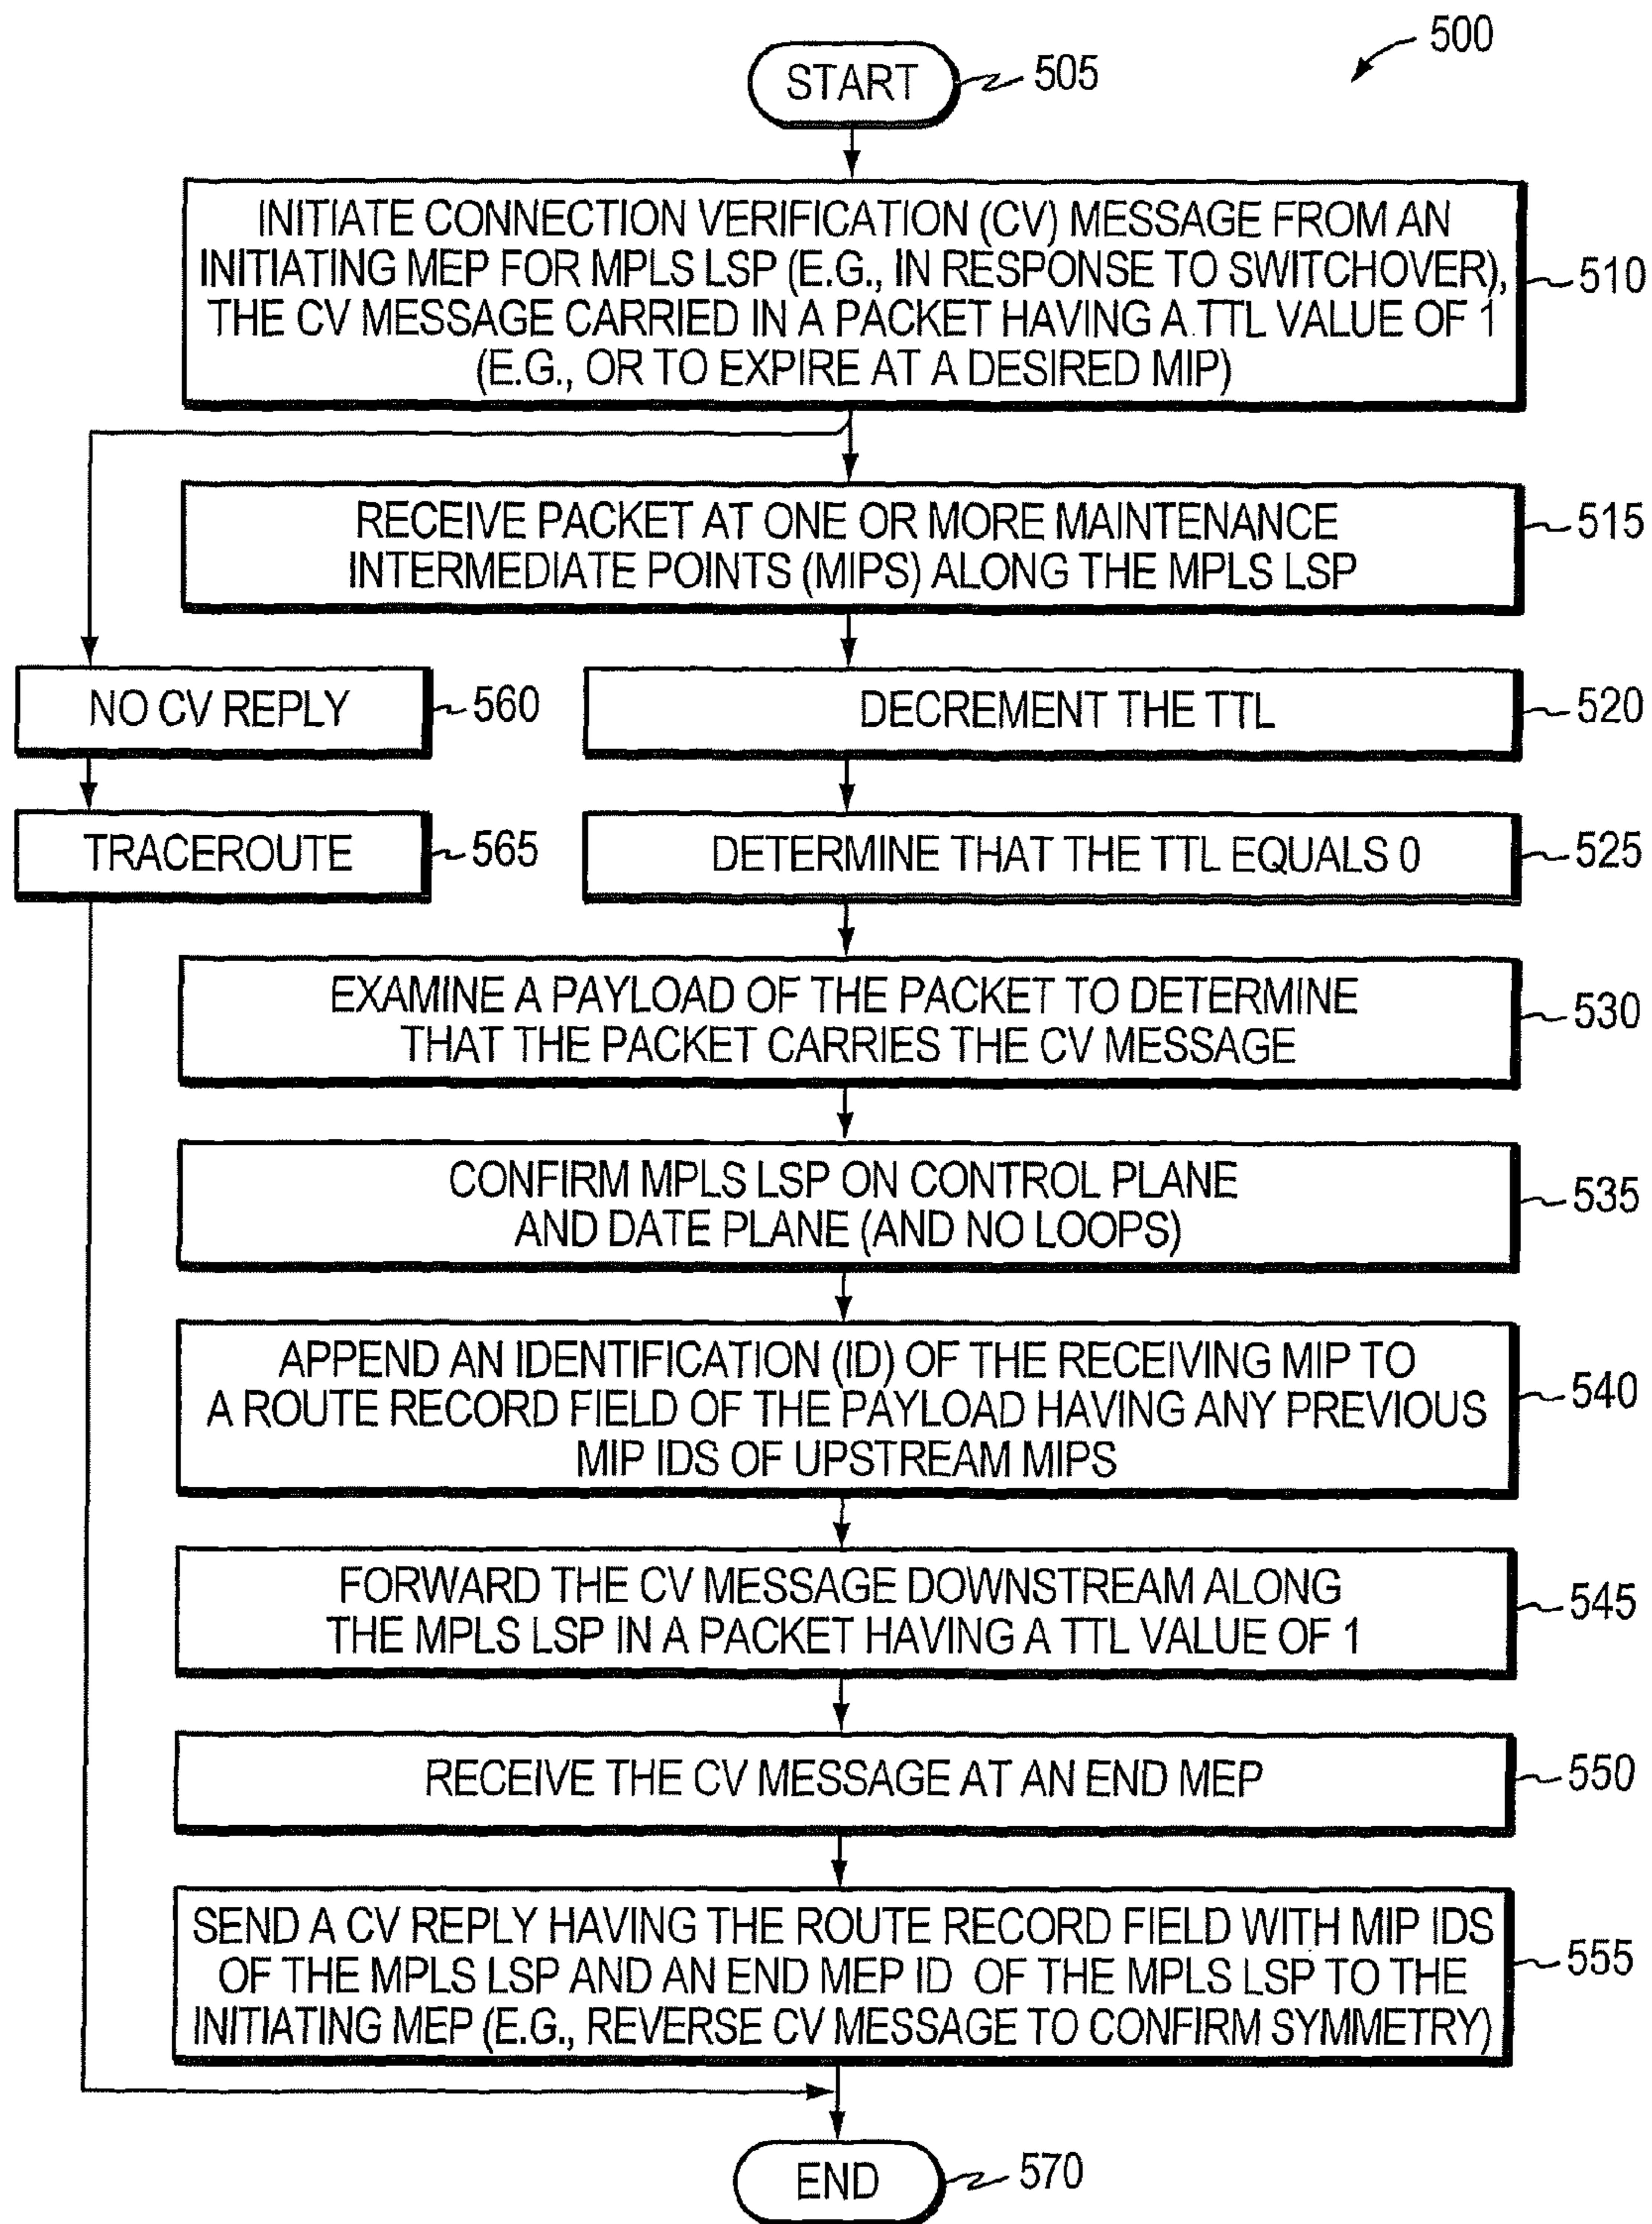 500
START 505
INITIATE CONNECTION VERIFICATION (CV) MESSAGE FROM AN
INITIATING MEP FOR MPLS LSP (E.G., IN RESPONSE TO SWITCHOVER),
THE CV MESSAGE CARRIED IN A PACKET HAVING A TTL VALUE OF 1
(E.G., OR TO EXPIRE AT A DESIRED MIP)
510
RECEIVE PACKET AT ONE OR MORE MAINTENANCE
INTERMEDIATE POINTS (MIPS) ALONG THE MPLS LSP
515
NO CV REPLY 560
DECREMENT THE TTL 520
TRACEROUTE 565
DETERMINE THAT THE TTL EQUALS 0 525
EXAMINE A PAYLOAD OF THE PACKET TO DETERMINE
THAT THE PACKET CARRIES THE CV MESSAGE
530
CONFIRM MPLS LSP ON CONTROL PLANE
AND DATE PLANE (AND NO LOOPS)
535
APPEND AN IDENTIFICATION (ID) OF THE RECEIVING MIP TO
A ROUTE RECORD FIELD OF THE PAYLOAD HAVING ANY PREVIOUS
MIP IDS OF UPSTREAM MIPS
540
FORWARD THE CV MESSAGE DOWNSTREAM ALONG
THE MPLS LSP IN A PACKET HAVING A TTL VALUE OF 1
545
RECEIVE THE CV MESSAGE AT AN END MEP 550
SEND A CV REPLY HAVING THE ROUTE RECORD FIELD WITH MIP IDS
OF THE MPLS LSP AND AN END MEP ID OF THE MPLS LSP TO THE
INITIATING MEP (E.G., REVERSE CV MESSAGE TO CONFIRM SYMMETRY)
555
END 570